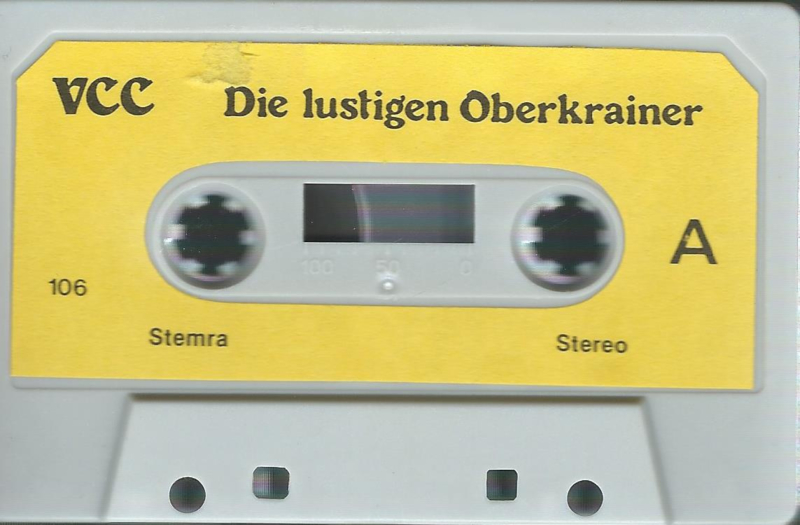 VCC
Die lustigen Oberkrainer
A
100 50 0
106
Stemra
Stereo